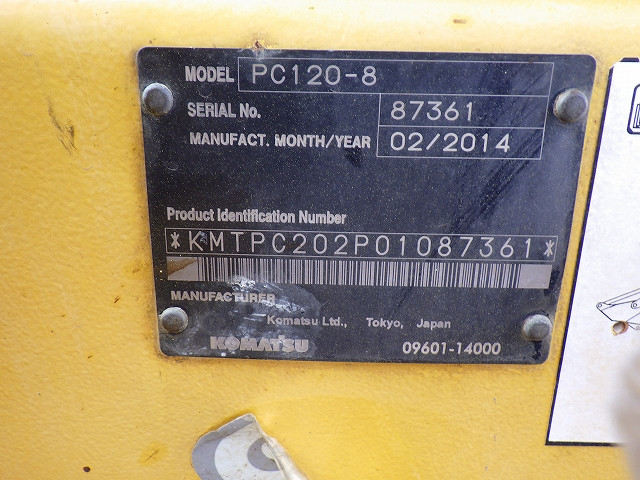 MODEL PC120-8
SERIAL No. 87361
MANUFACT. MONTH/YEAR 02/2014
Product Identification Number
*KMTPC202P01087361*
MANUFACTURER
Komatsu Ltd., Tokyo, Japan
KOMATSU 09601-14000